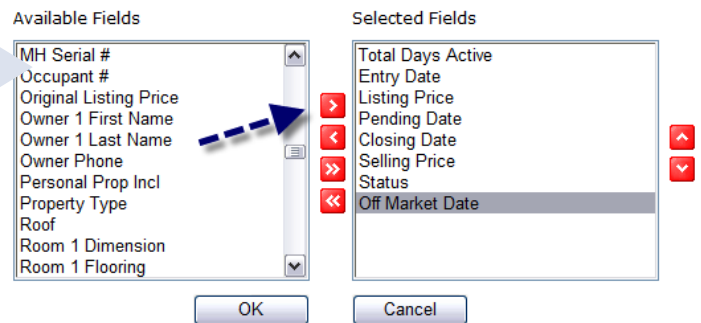 Available Fields
MH Serial #
Occupant #
Original Listing Price
Owner 1 First Name
Owner 1 Last Name
Owner Phone
Personal Prop Incl
Property Type
Roof
Room 1 Dimension
Room 1 Flooring
>
<
>>
<<
Selected Fields
Total Days Active
Entry Date
Listing Price
Pending Date
Closing Date
Selling Price
Status
Off Market Date
OK
Cancel